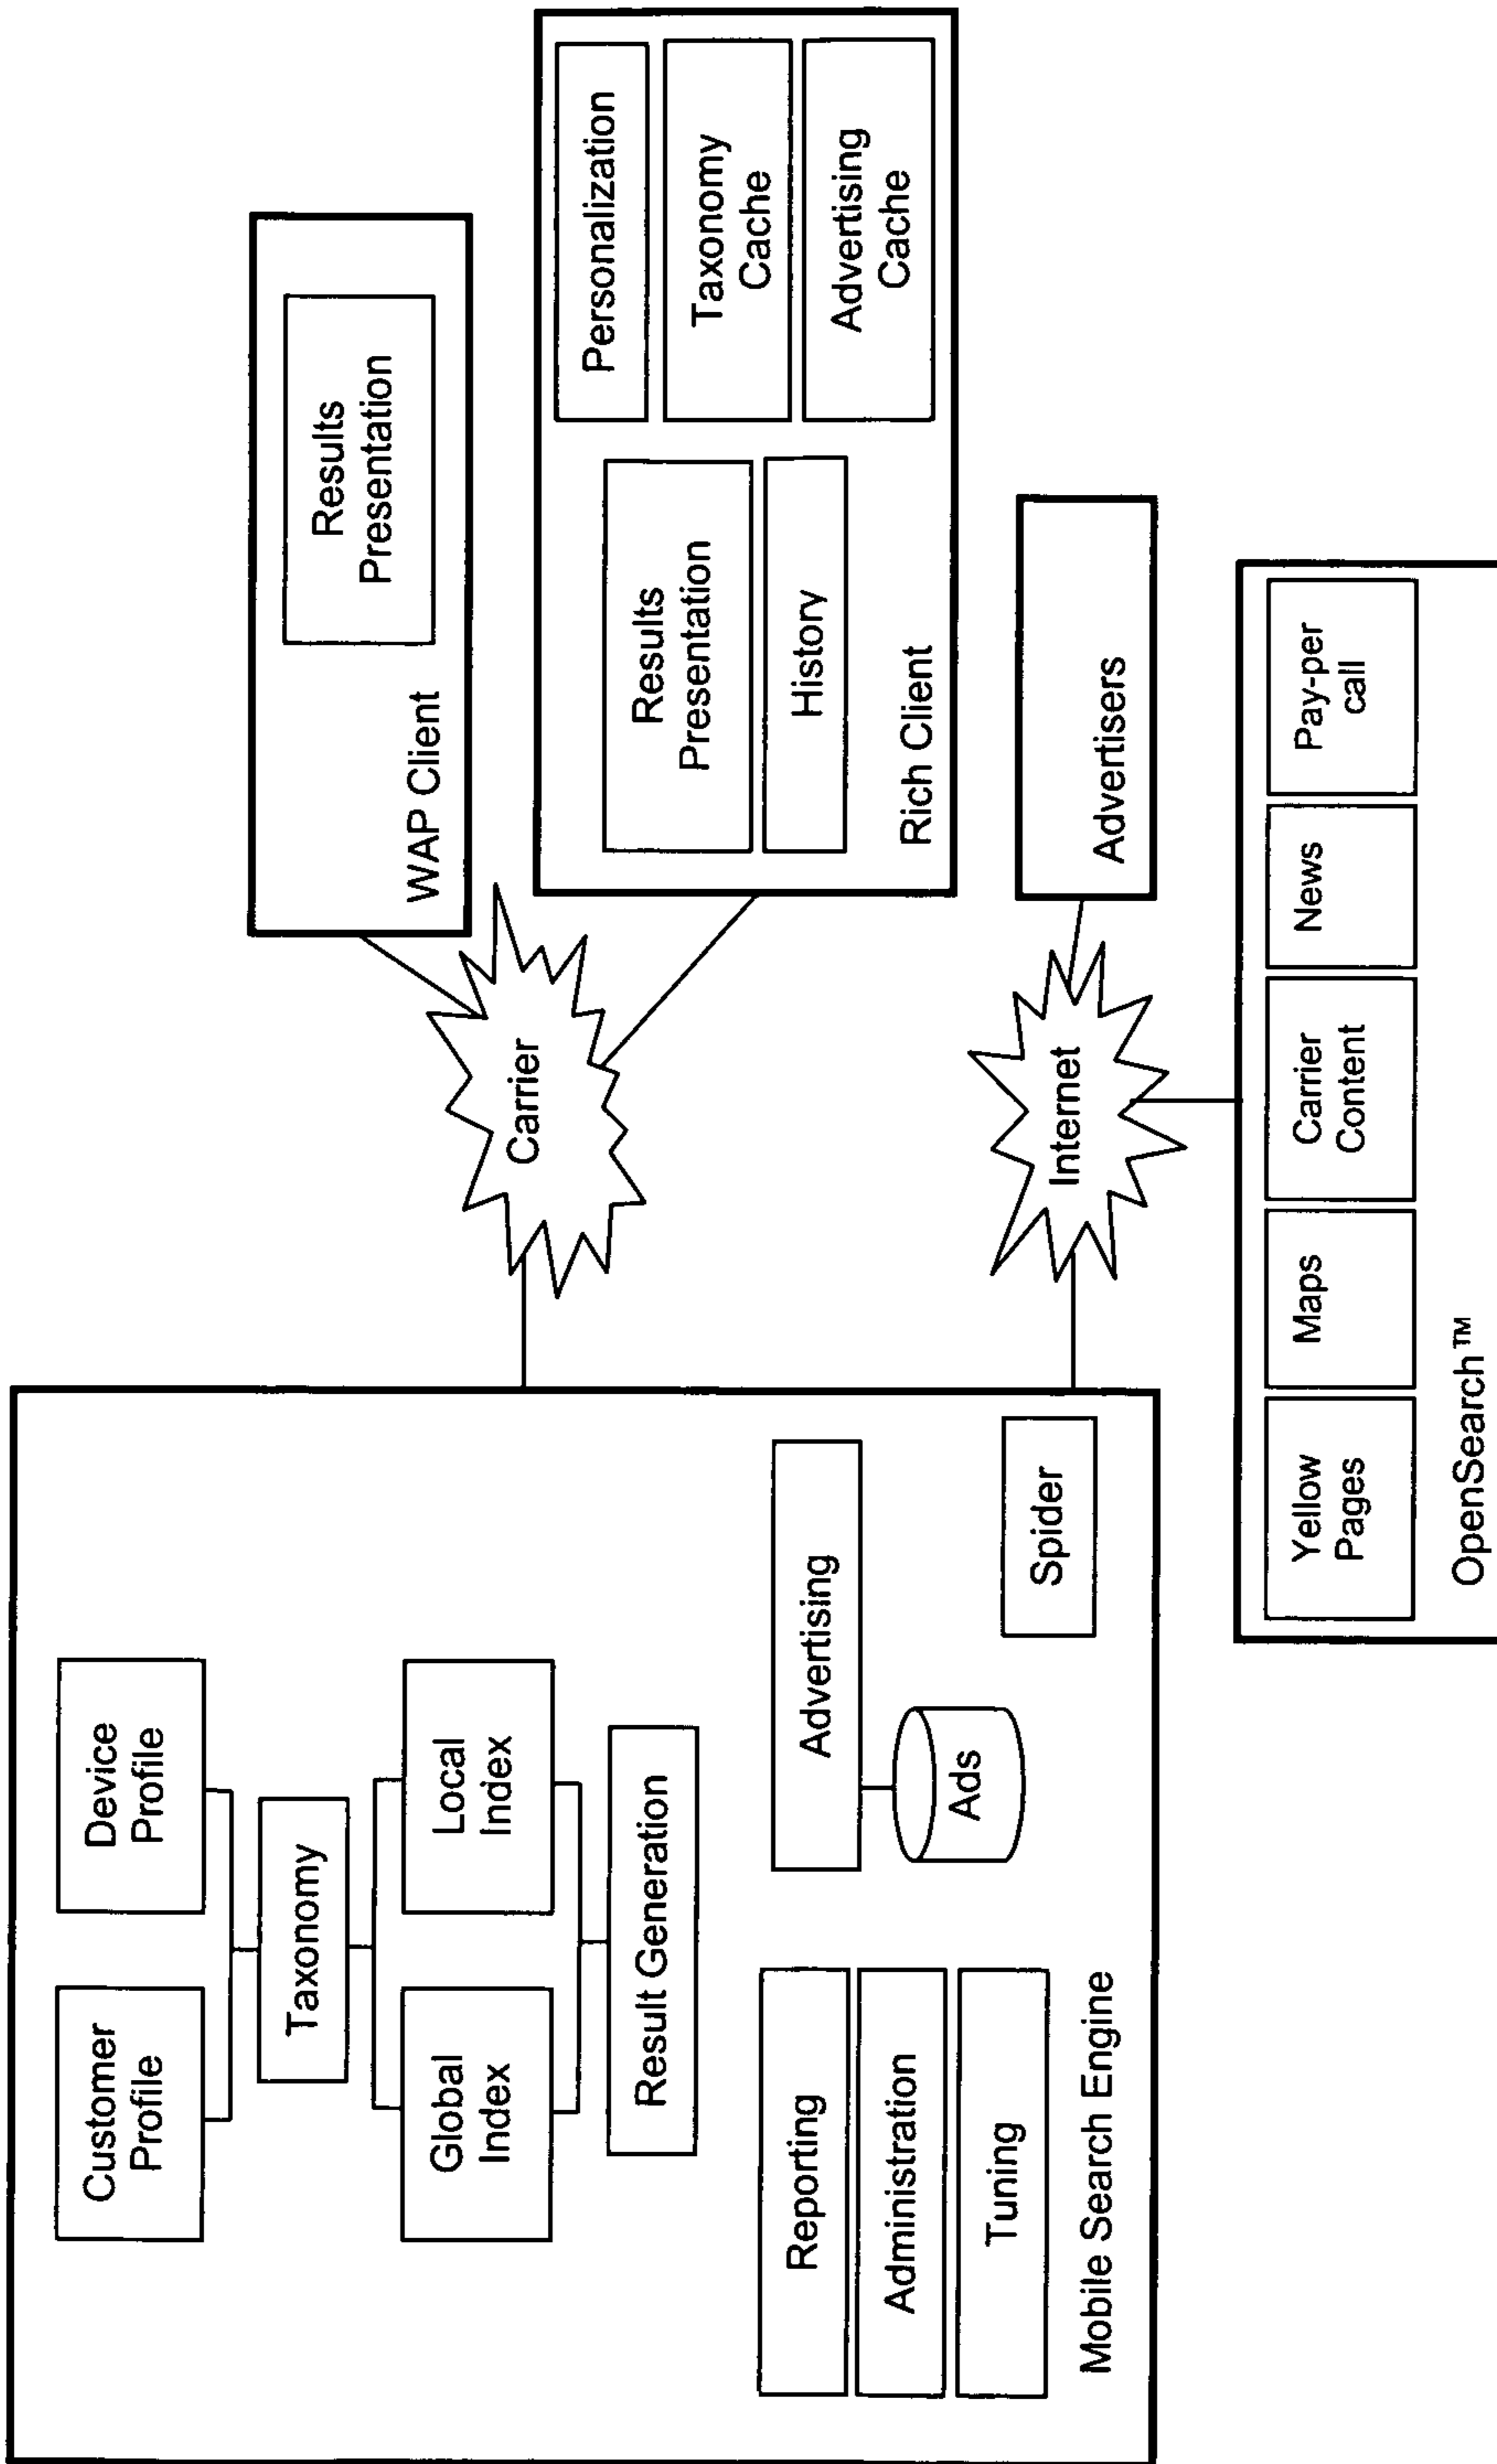 Customer
Profile
Device
Profile
Taxonomy
Global
Index
Local
Index
Result Generation
Reporting
Administration
Tuning
Advertising
Ads
Spider
Mobile Search Engine
Carrier
Internet
WAP Client
Results
Presentation
Results
Presentation
History
Personalization
Taxonomy
Cache
Advertising
Cache
Rich Client
Advertisers
Yellow
Pages
Maps
Carrier
Content
News
Pay-per
call
OpenSearch™